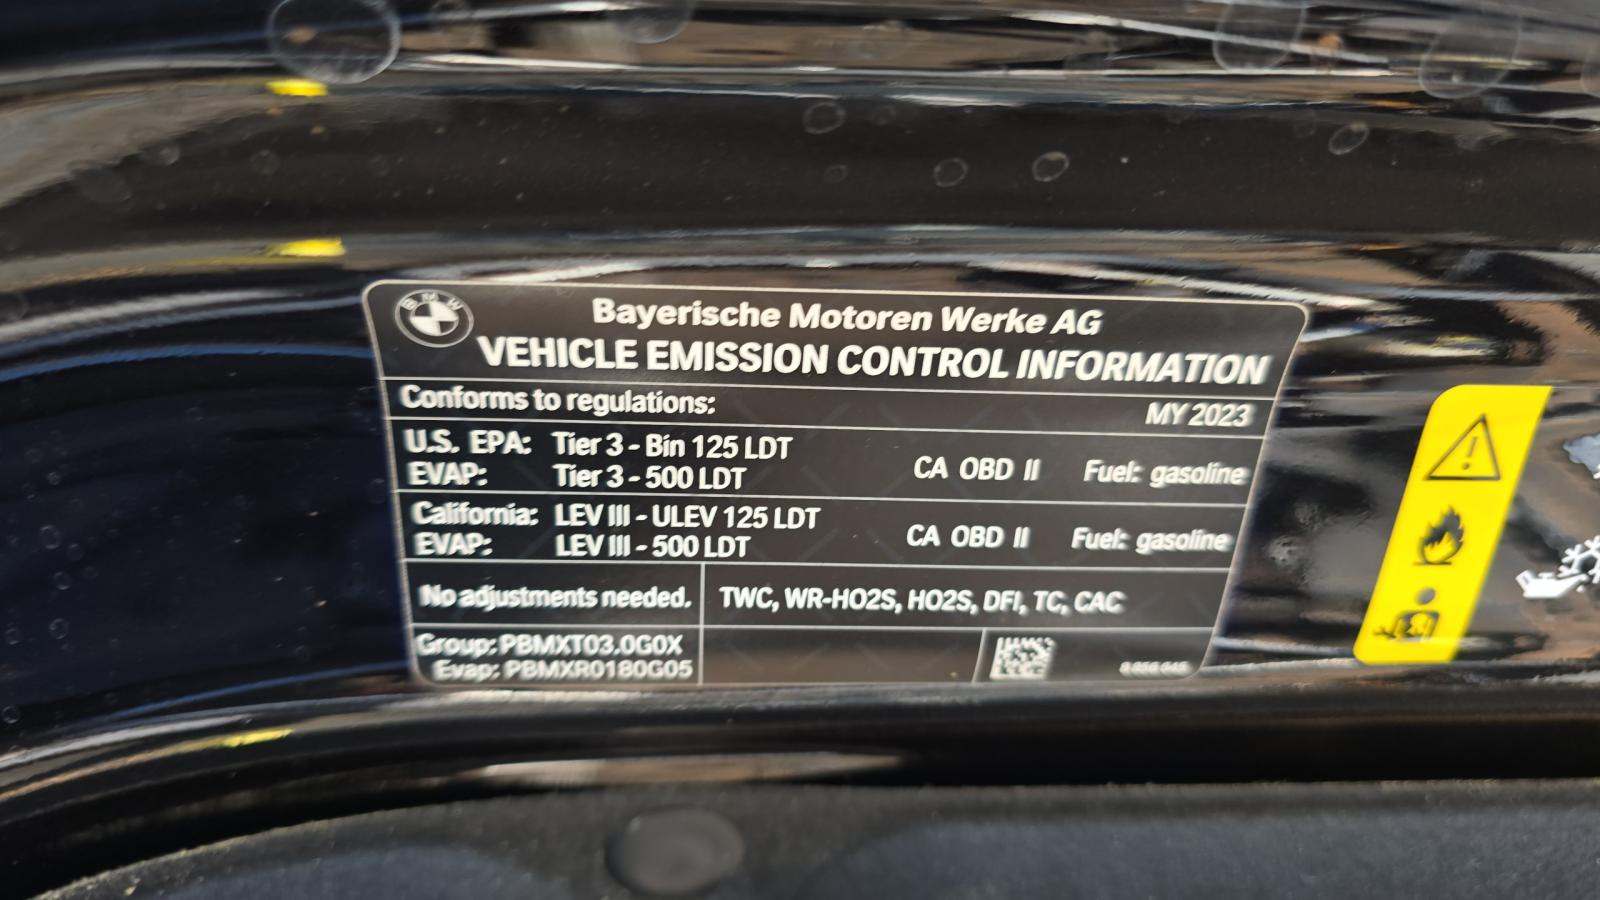 BMW
Bayerische Motoren Werke AG
VEHICLE EMISSION CONTROL INFORMATION
Conforms to regulations: MY 2023
U.S. EPA: Tier 3 - Bin 125 LDT
EVAP: Tier 3 - 500 LDT
CA OBD II Fuel: gasoline
California: LEV III - ULEV 125 LDT
EVAP: LEV III - 500 LDT
CA OBD II Fuel: gasoline
No adjustments needed. TWC, WR-HO2S, HO2S, DFI, TC, CAC
Group: PBMXT03.0G0X
Evap: PBMXR0180G05